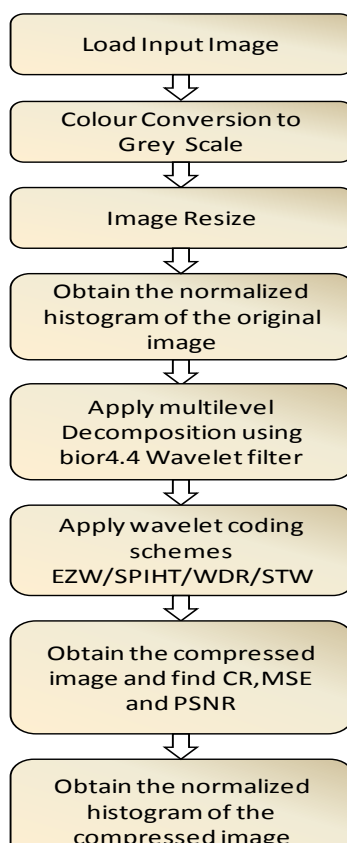 Load Input Image
Colour Conversion to
Grey Scale
Image Resize
Obtain the normalized
histogram of the original
image
Apply multilevel
Decomposition using
bior4.4 Wavelet filter
Apply wavelet coding
schemes
EZW/SPIHT/WDR/STW
Obtain the compressed
image and find CR,MSE
and PSNR
Obtain the normalized
histogram of the
compressed image